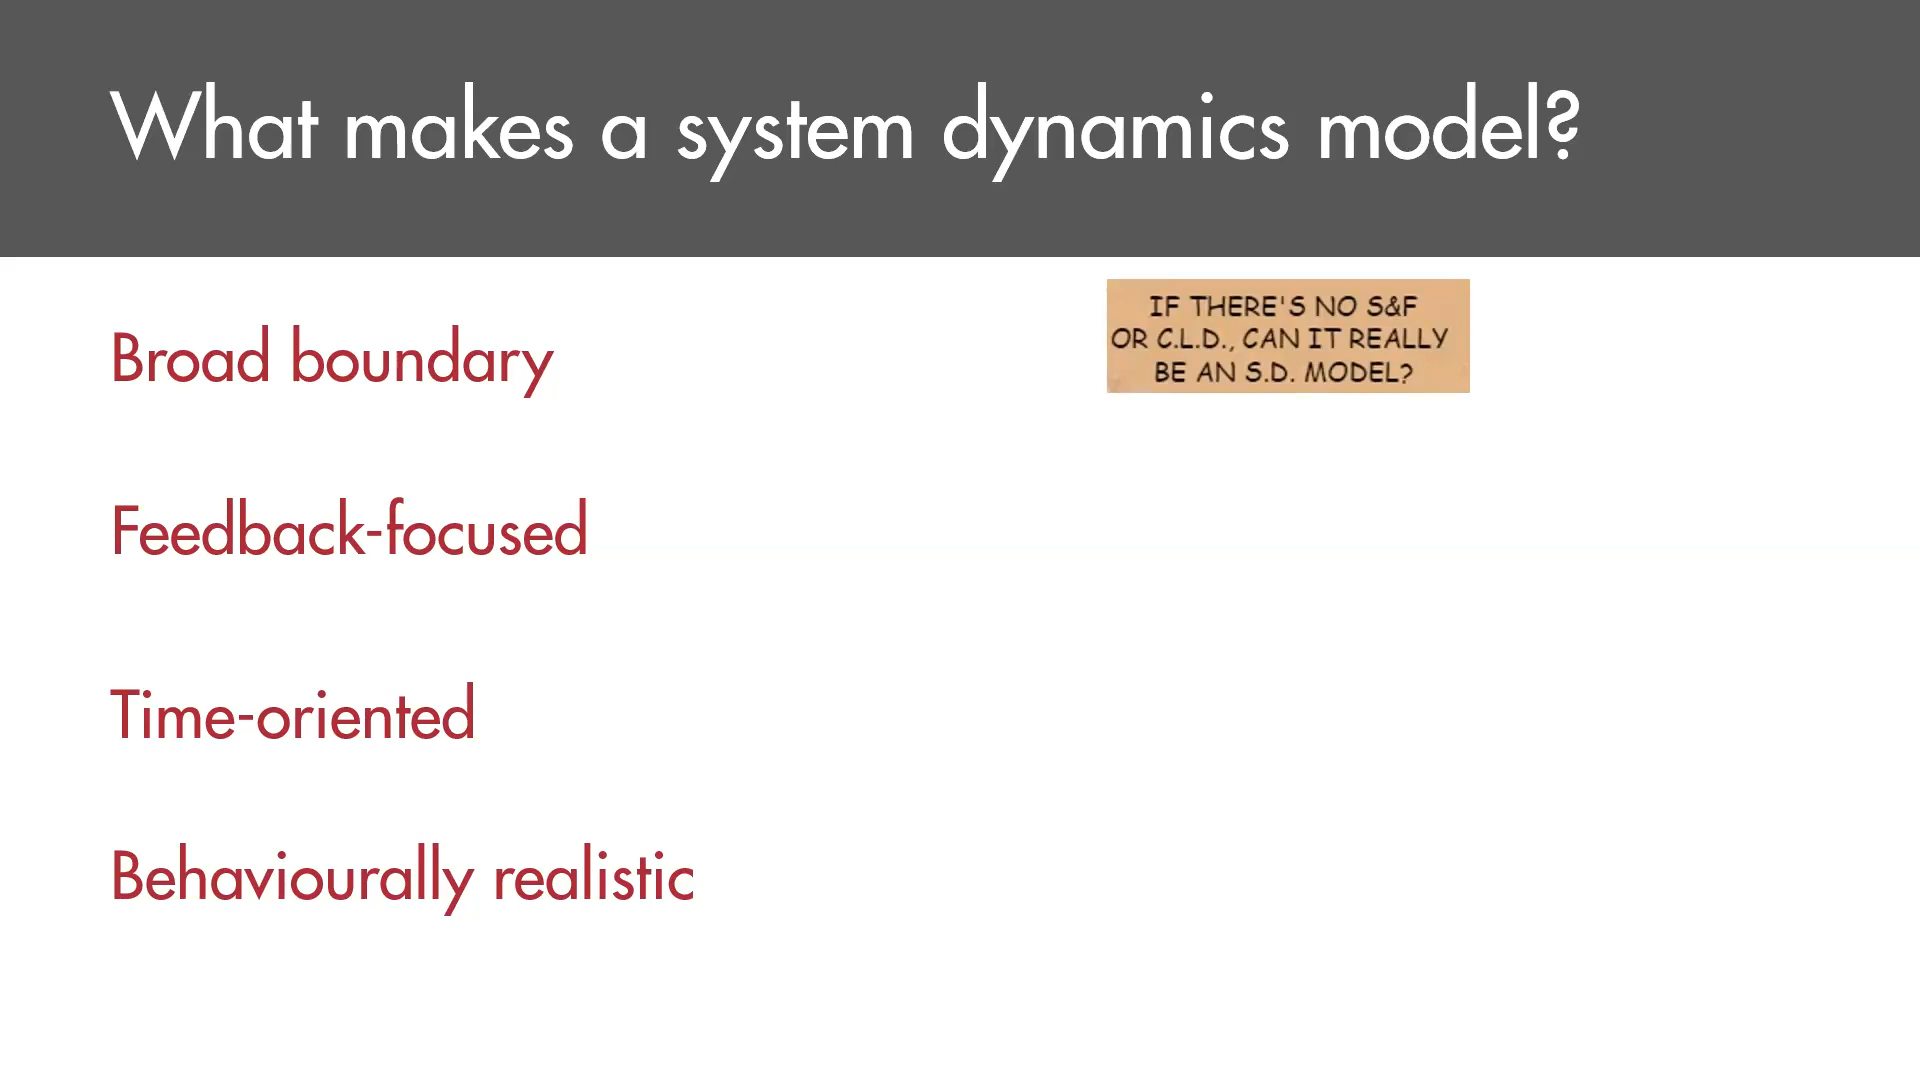 What makes a system dynamics model?
IF THERE'S NO S&F
OR C.L.D., CAN IT REALLY
BE AN S.D. MODEL?
Broad boundary
Feedback-focused
Time-oriented
Behaviourally realistic